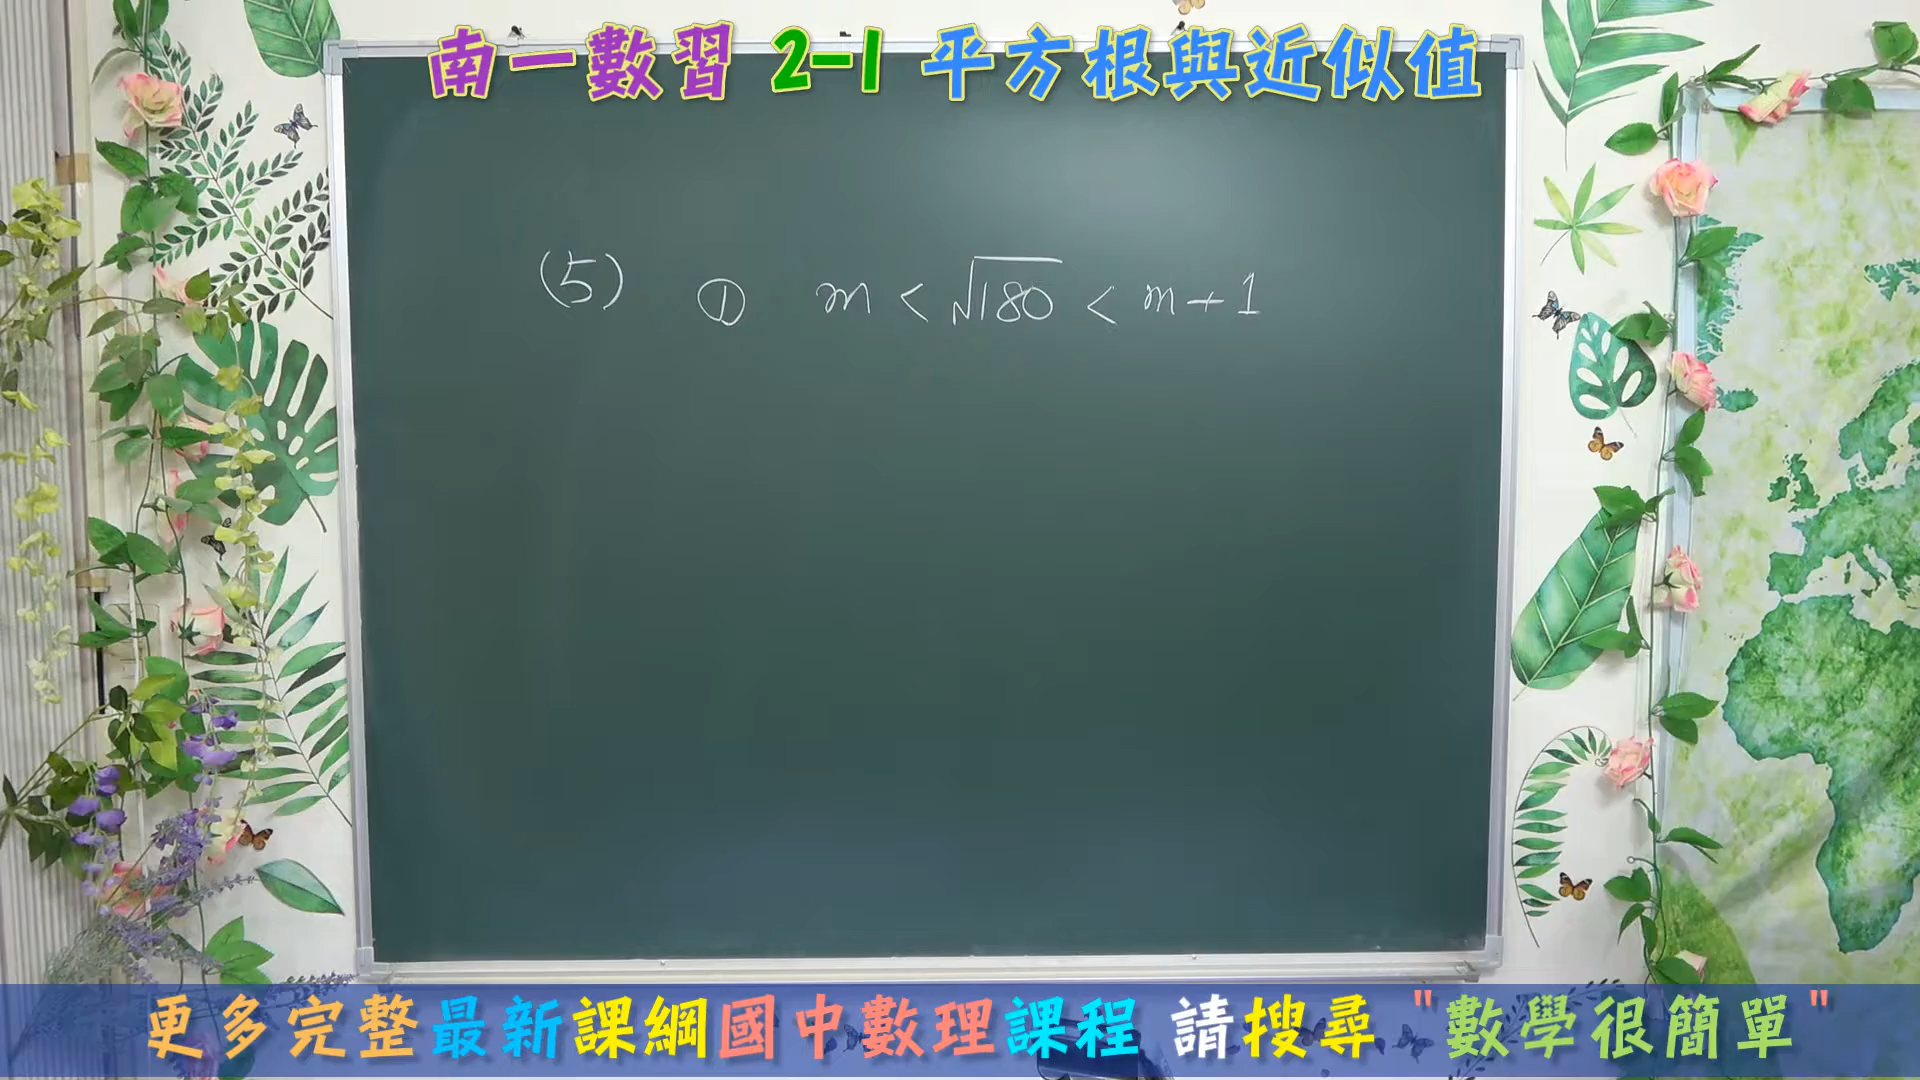 南一數習 2-1 平方根與近似值
(5) ① m < √180 < m + 1
更多完整最新課綱國中數理課程 請搜尋 "數學很簡單"